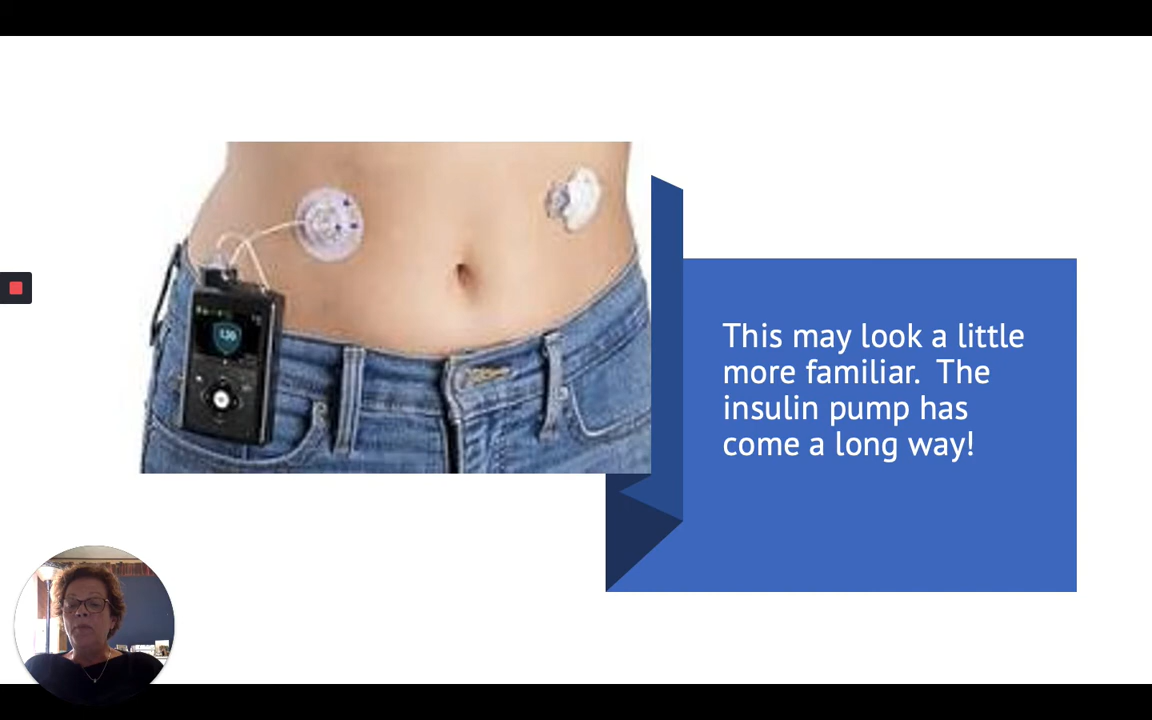 This may look a little
more familiar.  The
insulin pump has
come a long way!